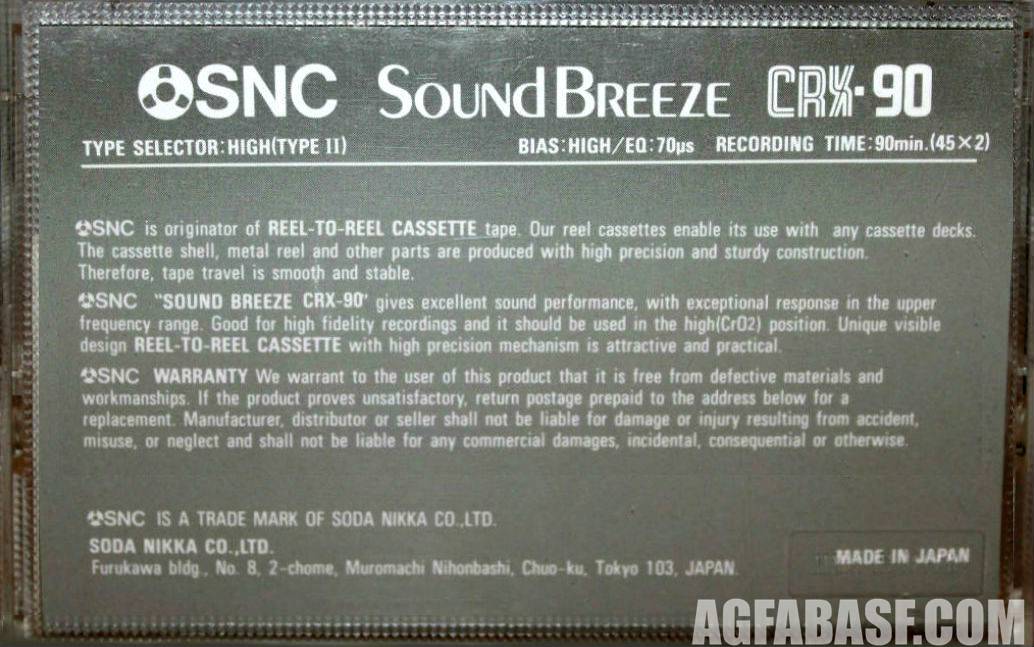 SNC SOUND BREEZE CRX-90
TYPE SELECTOR:HIGH(TYPE II) BIAS:HIGH/EQ:70µs RECORDING TIME:90min.(45×2)
SNC is originator of REEL-TO-REEL CASSETTE tape. Our reel cassettes enable its use with any cassette decks.
The cassette shell, metal reel and other parts are produced with high precision and sturdy construction.
Therefore, tape travel is smooth and stable.
SNC "SOUND BREEZE CRX-90" gives excellent sound performance, with exceptional response in the upper
frequency range. Good for high fidelity recordings and it should be used in the high(CrO2) position. Unique visible
design REEL-TO-REEL CASSETTE with high precision mechanism is attractive and practical.
SNC WARRANTY We warrant to the user of this product that it is free from defective materials and
workmanships. If the product proves unsatisfactory, return postage prepaid to the address below for a
replacement. Manufacturer, distributor or seller shall not be liable for damage or injury resulting from accident,
misuse, or neglect and shall not be liable for any commercial damages, incidental, consequential or otherwise.
SNC IS A TRADE MARK OF SODA NIKKA CO.,LTD.
SODA NIKKA CO.,LTD.
Furukawa bldg., No. 8, 2-chome, Muromachi Nihonbashi, Chuo-ku, Tokyo 103, JAPAN.
MADE IN JAPAN
AGFABASF.COM